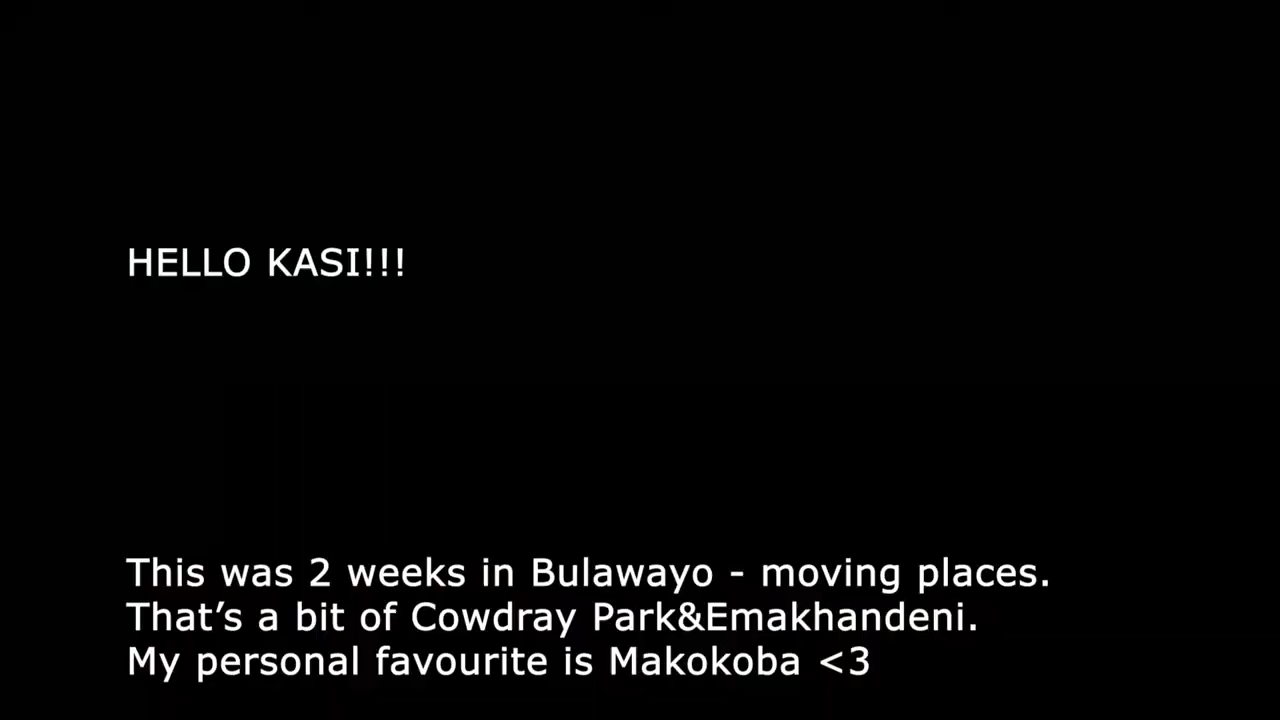 HELLO KASI!!!
This was 2 weeks in Bulawayo - moving places.
That’s a bit of Cowdray Park&Emakhandeni.
My personal favourite is Makokoba <3